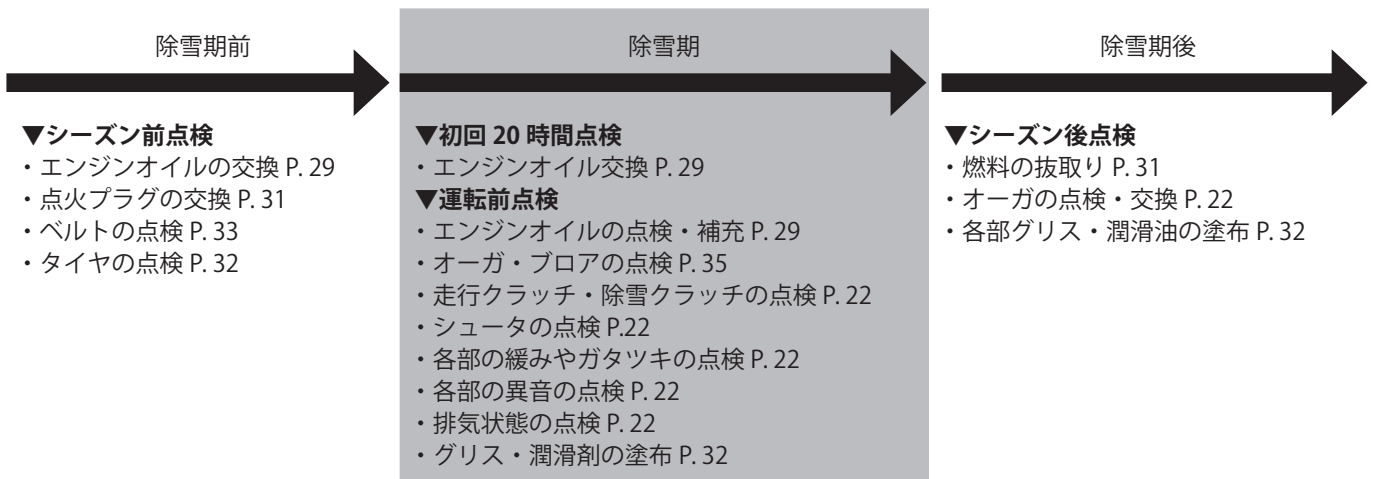 除雪期前
▼シーズン前点検
・エンジンオイルの交換 P. 29
・点火プラグの交換 P. 31
・ベルトの点検 P. 33
・タイヤの点検 P. 32
除雪期
▼初回 20 時間点検
・エンジンオイル交換 P. 29
▼運転前点検
・エンジンオイルの点検・補充 P. 29
・オーガ・ブロアの点検 P. 35
・走行クラッチ・除雪クラッチの点検 P. 22
・シュータの点検 P.22
・各部の緩みやガタツキの点検 P. 22
・各部の異音の点検 P. 22
・排気状態の点検 P. 22
・グリス・潤滑剤の塗布 P. 32
除雪期後
▼シーズン後点検
・燃料の抜取り P. 31
・オーガの点検・交換 P. 22
・各部グリス・潤滑油の塗布 P. 32